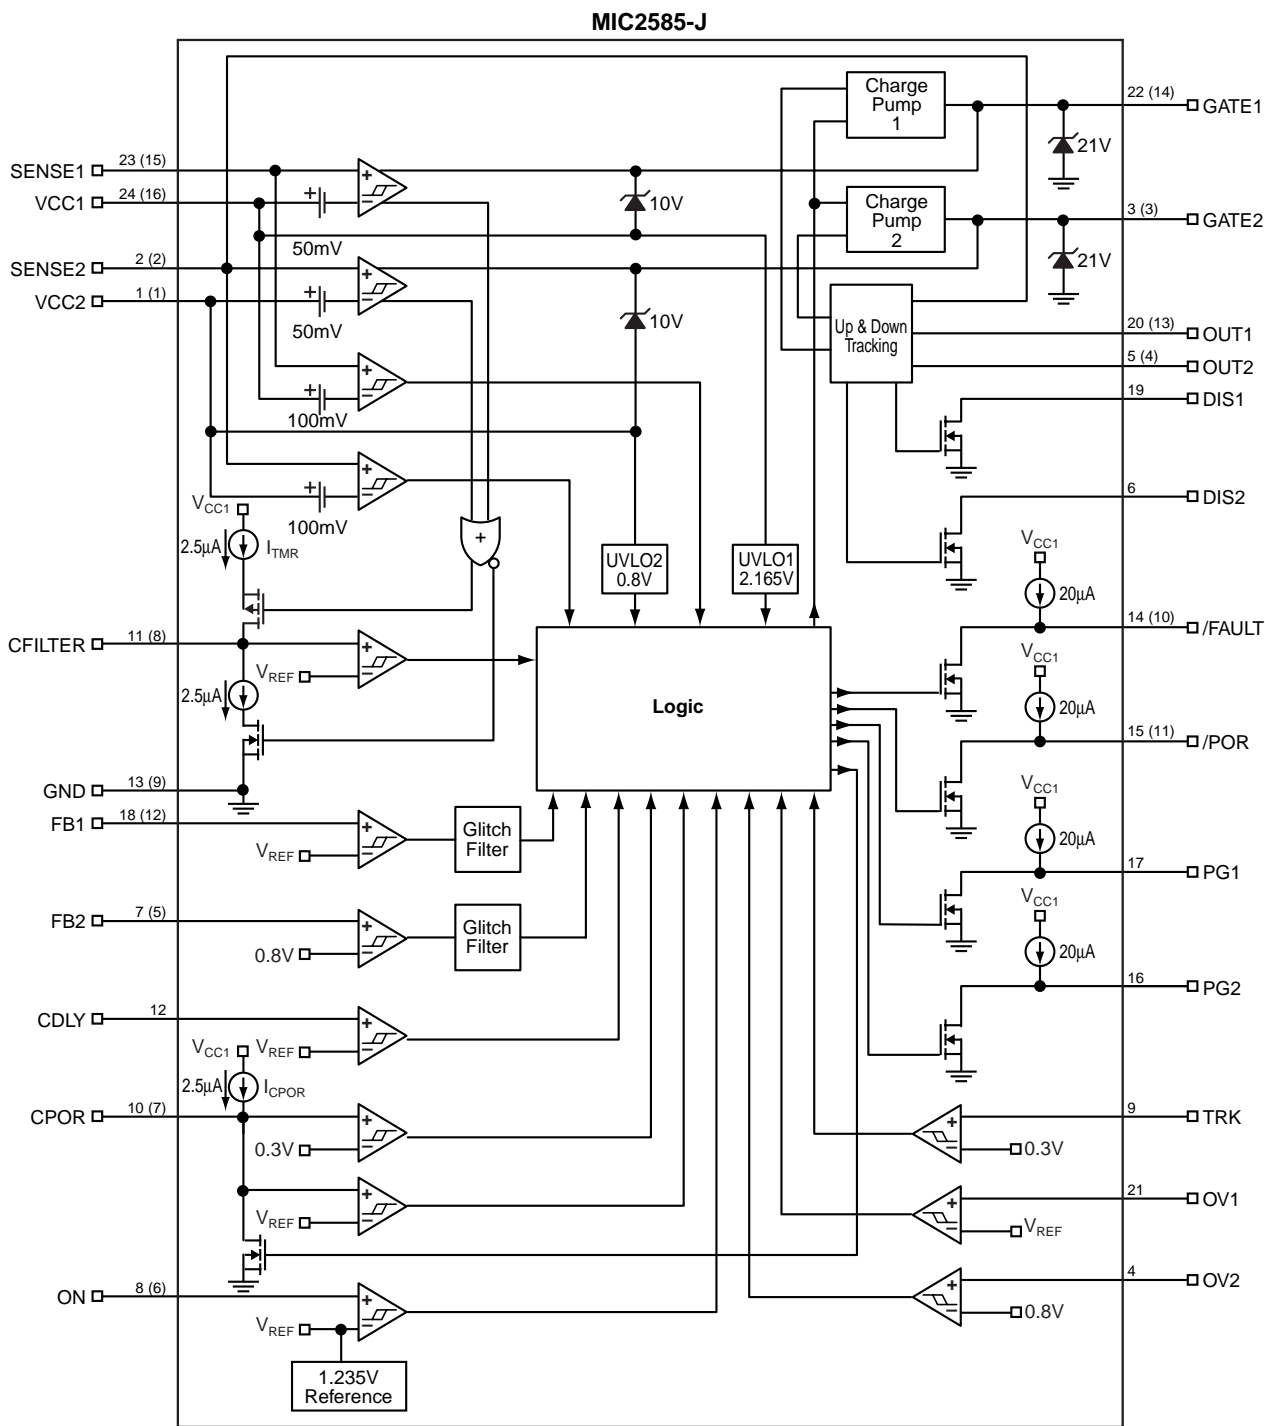 MIC2585-J
Charge
Pump
1
22 (14)
GATE1
21V
SENSE1
23 (15)
VCC1
24 (16)
50mV
10V
Charge
Pump
2
3 (3)
GATE2
21V
SENSE2
2 (2)
VCC2
1 (1)
50mV
10V
Up & Down
Tracking
20 (13)
OUT1
5 (4)
OUT2
19
DIS1
100mV
6
DIS2
100mV
VCC1
2.5µA
ITMR
+
UVLO2
0.8V
UVLO1
2.165V
VCC1
20µA
14 (10)
/FAULT
CFILTER
11 (8)
VREF
2.5µA
Logic
VCC1
20µA
15 (11)
/POR
GND
13 (9)
FB1
18 (12)
VREF
Glitch
Filter
VCC1
20µA
17
PG1
FB2
7 (5)
0.8V
Glitch
Filter
VCC1
20µA
16
PG2
CDLY
12
VREF
VCC1
2.5µA
ICPOR
CPOR
10 (7)
0.3V
9
TRK
0.3V
VREF
21
OV1
VREF
ON
8 (6)
VREF
4
OV2
0.8V
1.235V
Reference